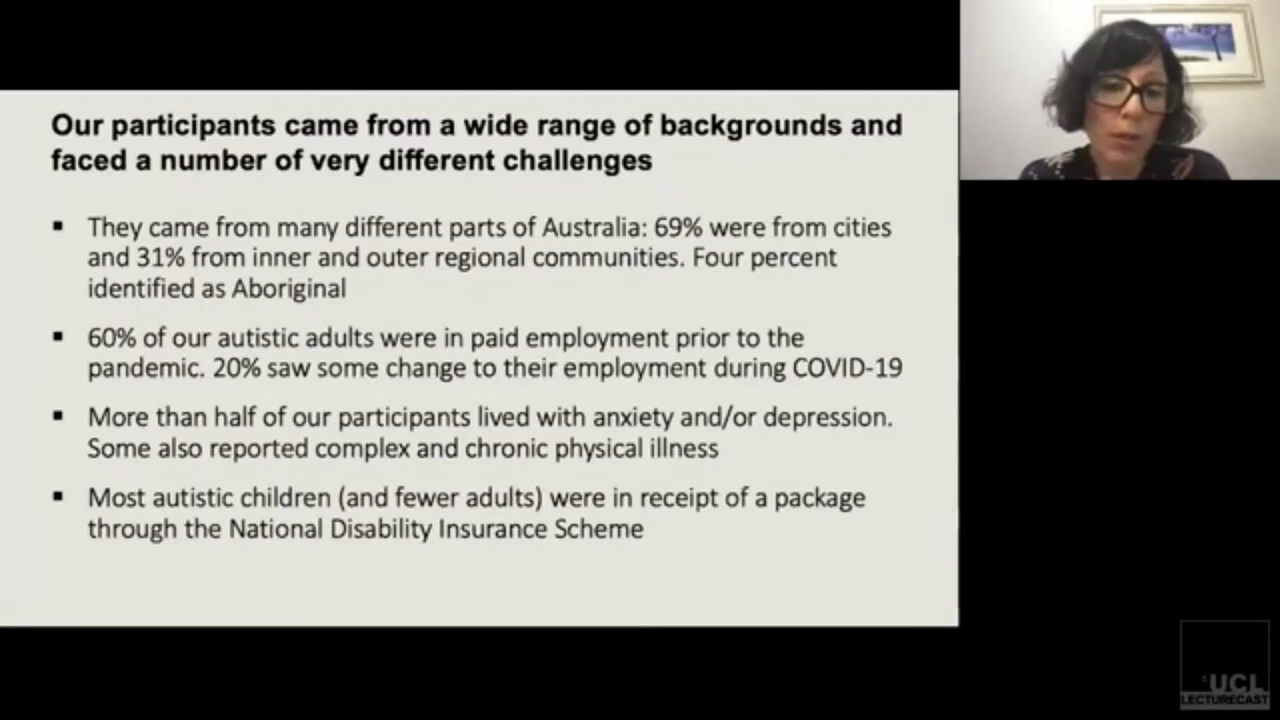 Our participants came from a wide range of backgrounds and
faced a number of very different challenges
▪ They came from many different parts of Australia: 69% were from cities
and 31% from inner and outer regional communities. Four percent
identified as Aboriginal
▪ 60% of our autistic adults were in paid employment prior to the
pandemic. 20% saw some change to their employment during COVID-19
▪ More than half of our participants lived with anxiety and/or depression.
Some also reported complex and chronic physical illness
▪ Most autistic children (and fewer adults) were in receipt of a package
through the National Disability Insurance Scheme
UCL
LECTURECAST